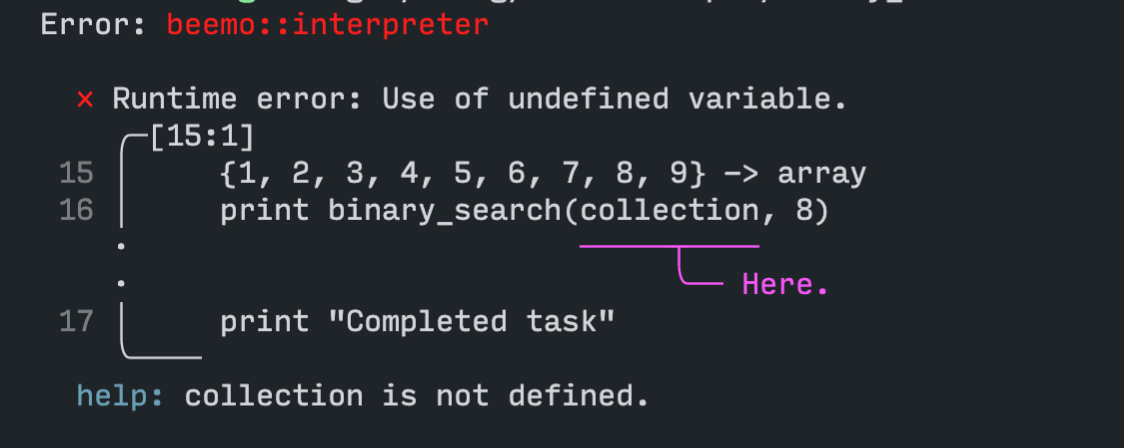 Error: beemo::interpreter
× Runtime error: Use of undefined variable.
[15:1]
15 {1, 2, 3, 4, 5, 6, 7, 8, 9} -> array
16 print binary_search(collection, 8)
Here.
17 print "Completed task"
help: collection is not defined.